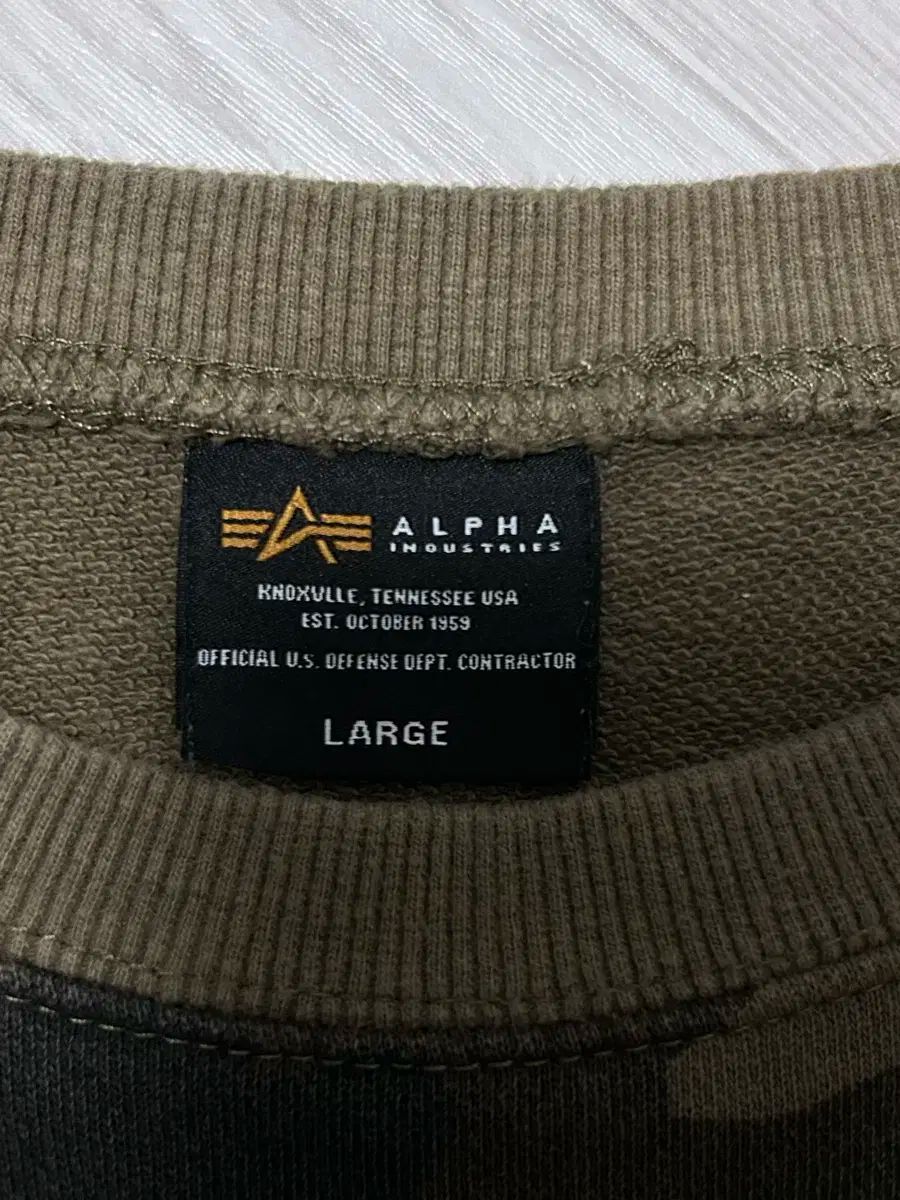 ALPHA
INDUSTRIES
KNOXVLLE, TENNESSEE USA
EST. OCTOBER 1959
OFFICIAL U.S. DEFENSE DEPT. CONTRACTOR
LARGE